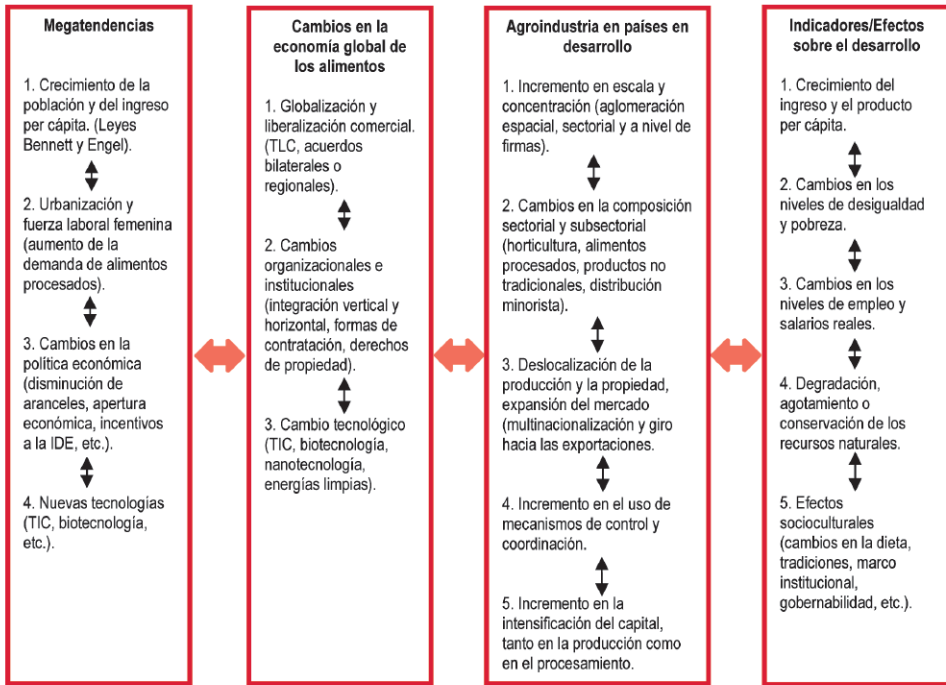 Megatendencias
1. Crecimiento de la
población y del ingreso
per cápita. (Leyes
Bennett y Engel).
2. Urbanización y
fuerza laboral femenina
(aumento de la
demanda de alimentos
procesados).
3. Cambios en la
política económica
(disminución de
aranceles, apertura
económica, incentivos
a la IDE, etc.).
4. Nuevas tecnologías
(TIC, biotecnología,
etc.).
Cambios en la
economía global de
los alimentos
1. Globalización y
liberalización comercial.
(TLC, acuerdos
bilaterales o
regionales).
2. Cambios
organizacionales e
institucionales
(integración vertical y
horizontal, formas de
contratación, derechos
de propiedad).
3. Cambio tecnológico
(TIC, biotecnología,
nanotecnología,
energías limpias).
Agroindustria en países en
desarrollo
1. Incremento en escala y
concentración (aglomeración
espacial, sectorial y a nivel de
firmas).
2. Cambios en la composición
sectorial y subsectorial
(horticultura, alimentos
procesados, productos no
tradicionales, distribución
minorista).
3. Deslocalización de la
producción y la propiedad,
expansión del mercado
(multinacionalización y giro
hacia las exportaciones.
4. Incremento en el uso de
mecanismos de control y
coordinación.
5. Incremento en la
intensificación del capital,
tanto en la producción como
en el procesamiento.
Indicadores/Efectos
sobre el desarrollo
1. Crecimiento del
ingreso y el producto
per cápita.
2. Cambios en los
niveles de desigualdad
y pobreza.
3. Cambios en los
niveles de empleo y
salarios reales.
4. Degradación,
agotamiento o
conservación de los
recursos naturales.
5. Efectos
socioculturales
(cambios en la dieta,
tradiciones, marco
institucional,
gobernabilidad, etc.).